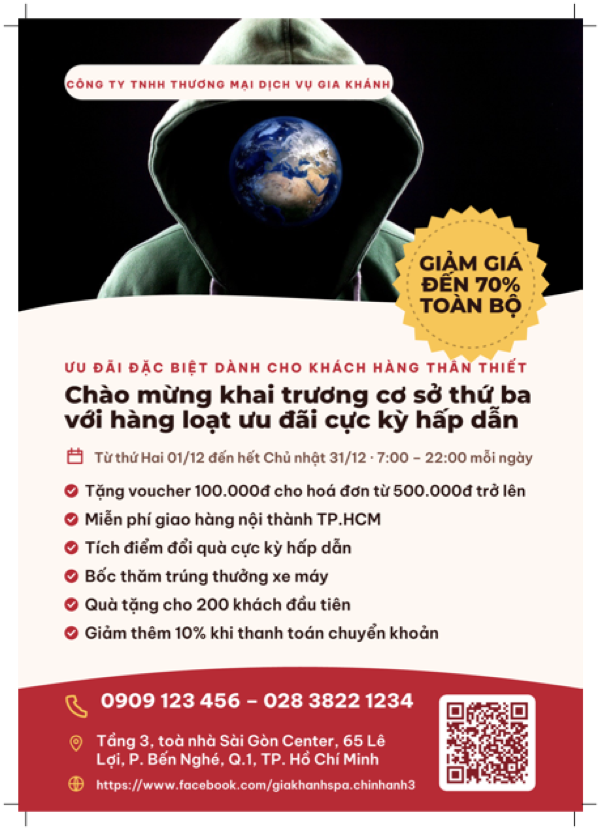 CÔNG TY TNHH THƯƠNG MẠI DỊCH VỤ GIA KHÁNH
GIẢM GIÁ
ĐẾN 70%
TOÀN BỘ
ƯU ĐÃI ĐẶC BIỆT DÀNH CHO KHÁCH HÀNG THÂN THIẾT
Chào mừng khai trương cơ sở thứ ba
với hàng loạt ưu đãi cực kỳ hấp dẫn
Từ thứ Hai 01/12 đến hết Chủ nhật 31/12 · 7:00 – 22:00 mỗi ngày
Tặng voucher 100.000đ cho hoá đơn từ 500.000đ trở lên
Miễn phí giao hàng nội thành TP.HCM
Tích điểm đổi quà cực kỳ hấp dẫn
Bốc thăm trúng thưởng xe máy
Quà tặng cho 200 khách đầu tiên
Giảm thêm 10% khi thanh toán chuyển khoản
0909 123 456 – 028 3822 1234
Tầng 3, toà nhà Sài Gòn Center, 65 Lê
Lợi, P. Bến Nghé, Q.1, TP. Hồ Chí Minh
https://www.facebook.com/giakhanhspa.chinhanh3